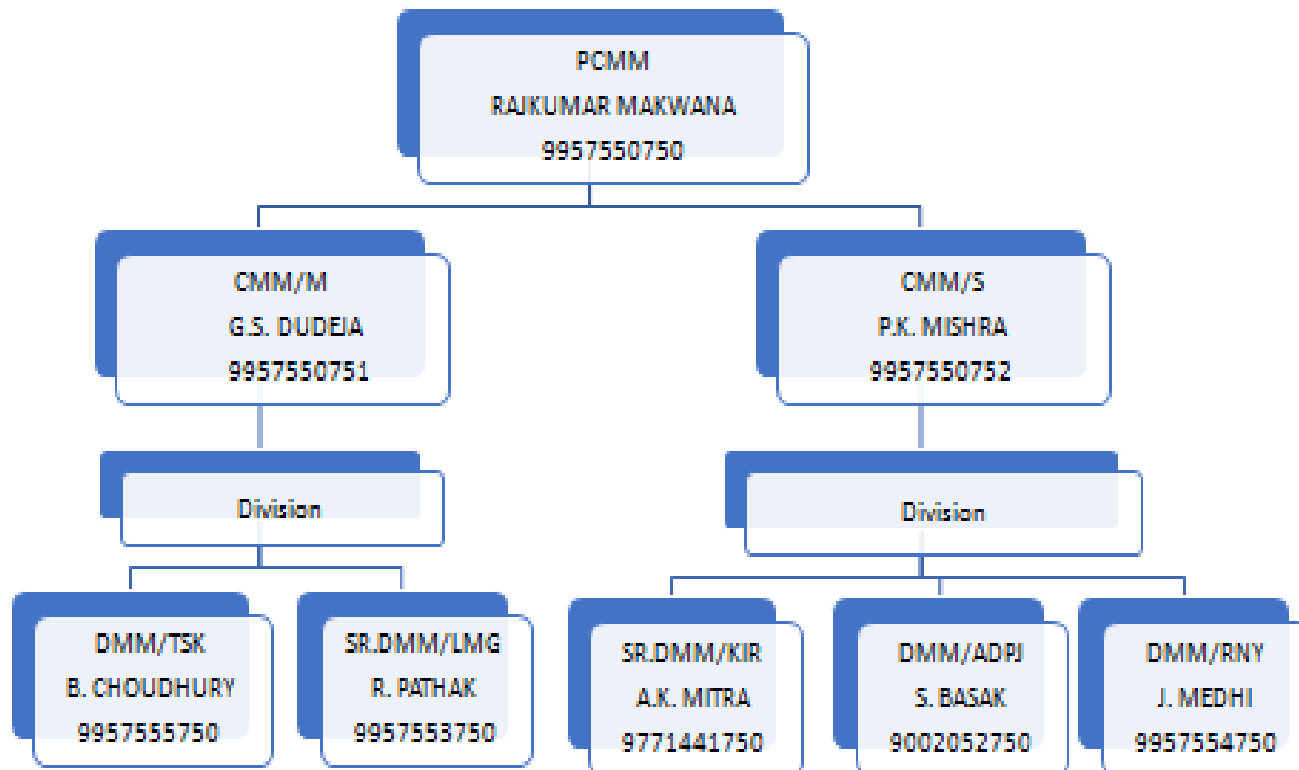 PCMM
RAJKUMAR MAKWANA
9957550750
CMM/M
G.S. DUDEJA
9957550751
CMM/S
P.K. MISHRA
9957550752
Division
Division
DMM/TSK
B. CHOUDHURY
9957555750
SR.DMM/LMG
R. PATHAK
9957553750
SR.DMM/KIR
A.K. MITRA
9771441750
DMM/ADPJ
S. BASAK
9002052750
DMM/RNY
J. MEDHI
9957554750